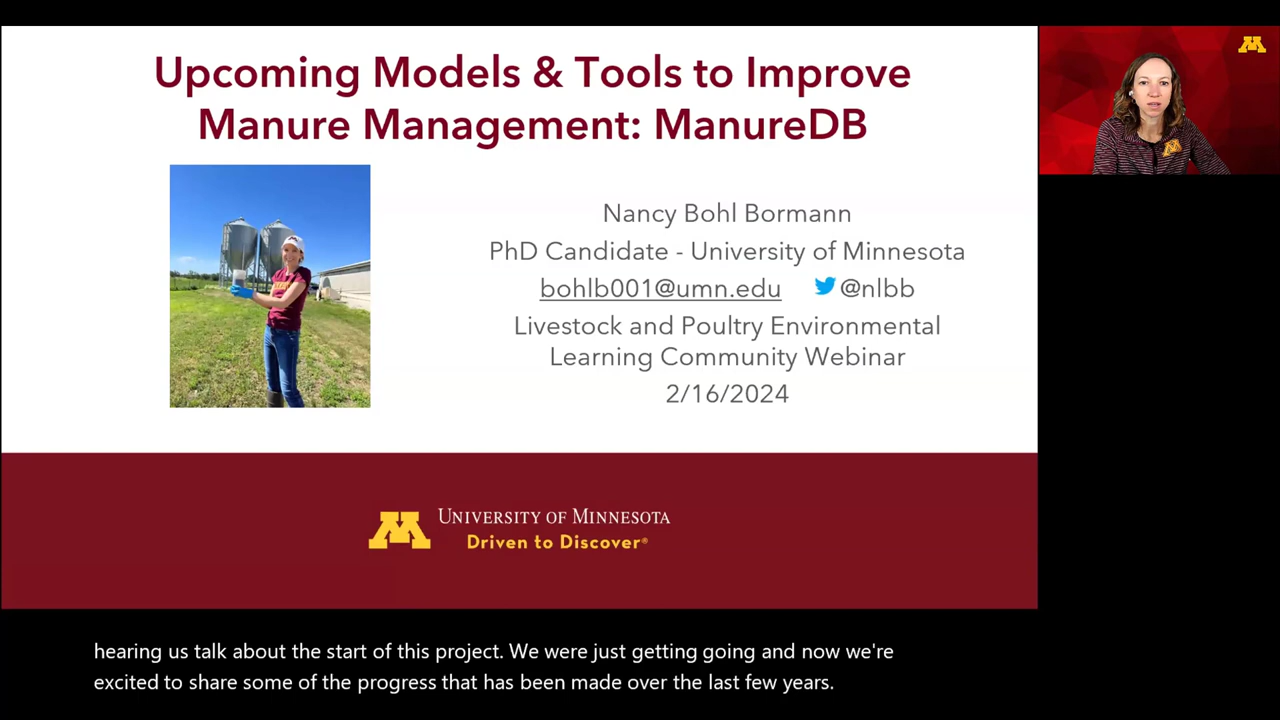 Upcoming Models & Tools to Improve
Manure Management: ManureDB
Nancy Bohl Bormann
PhD Candidate - University of Minnesota
bohlb001@umn.edu @nlbb
Livestock and Poultry Environmental
Learning Community Webinar
2/16/2024
M UNIVERSITY OF MINNESOTA
Driven to Discover®
M
M
hearing us talk about the start of this project. We were just getting going and now we're
excited to share some of the progress that has been made over the last few years.